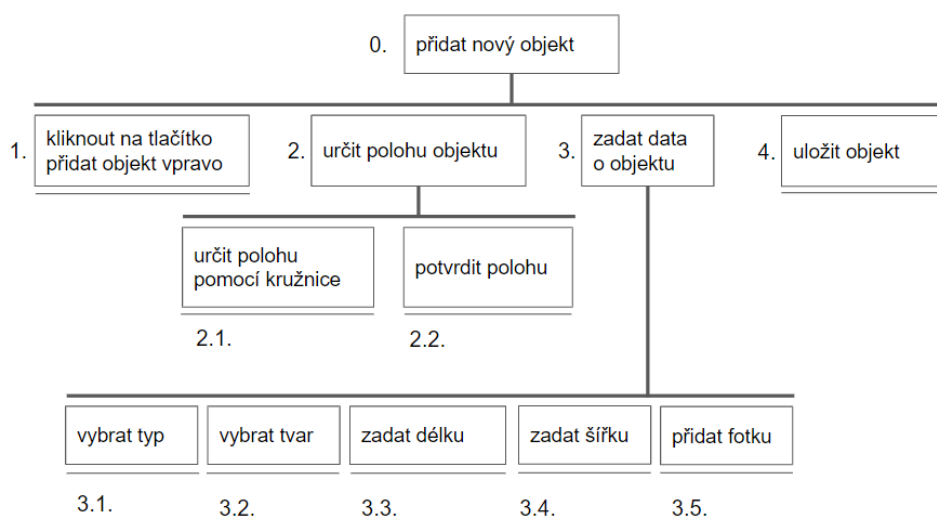 0. přidat nový objekt
1. kliknout na tlačítko
přidat objekt vpravo
2. určit polohu objektu
3. zadat data
o objektu
4. uložit objekt
určit polohu
pomocí kružnice
2.1.
potvrdit polohu
2.2.
vybrat typ
3.1.
vybrat tvar
3.2.
zadat délku
3.3.
zadat šířku
3.4.
přidat fotku
3.5.